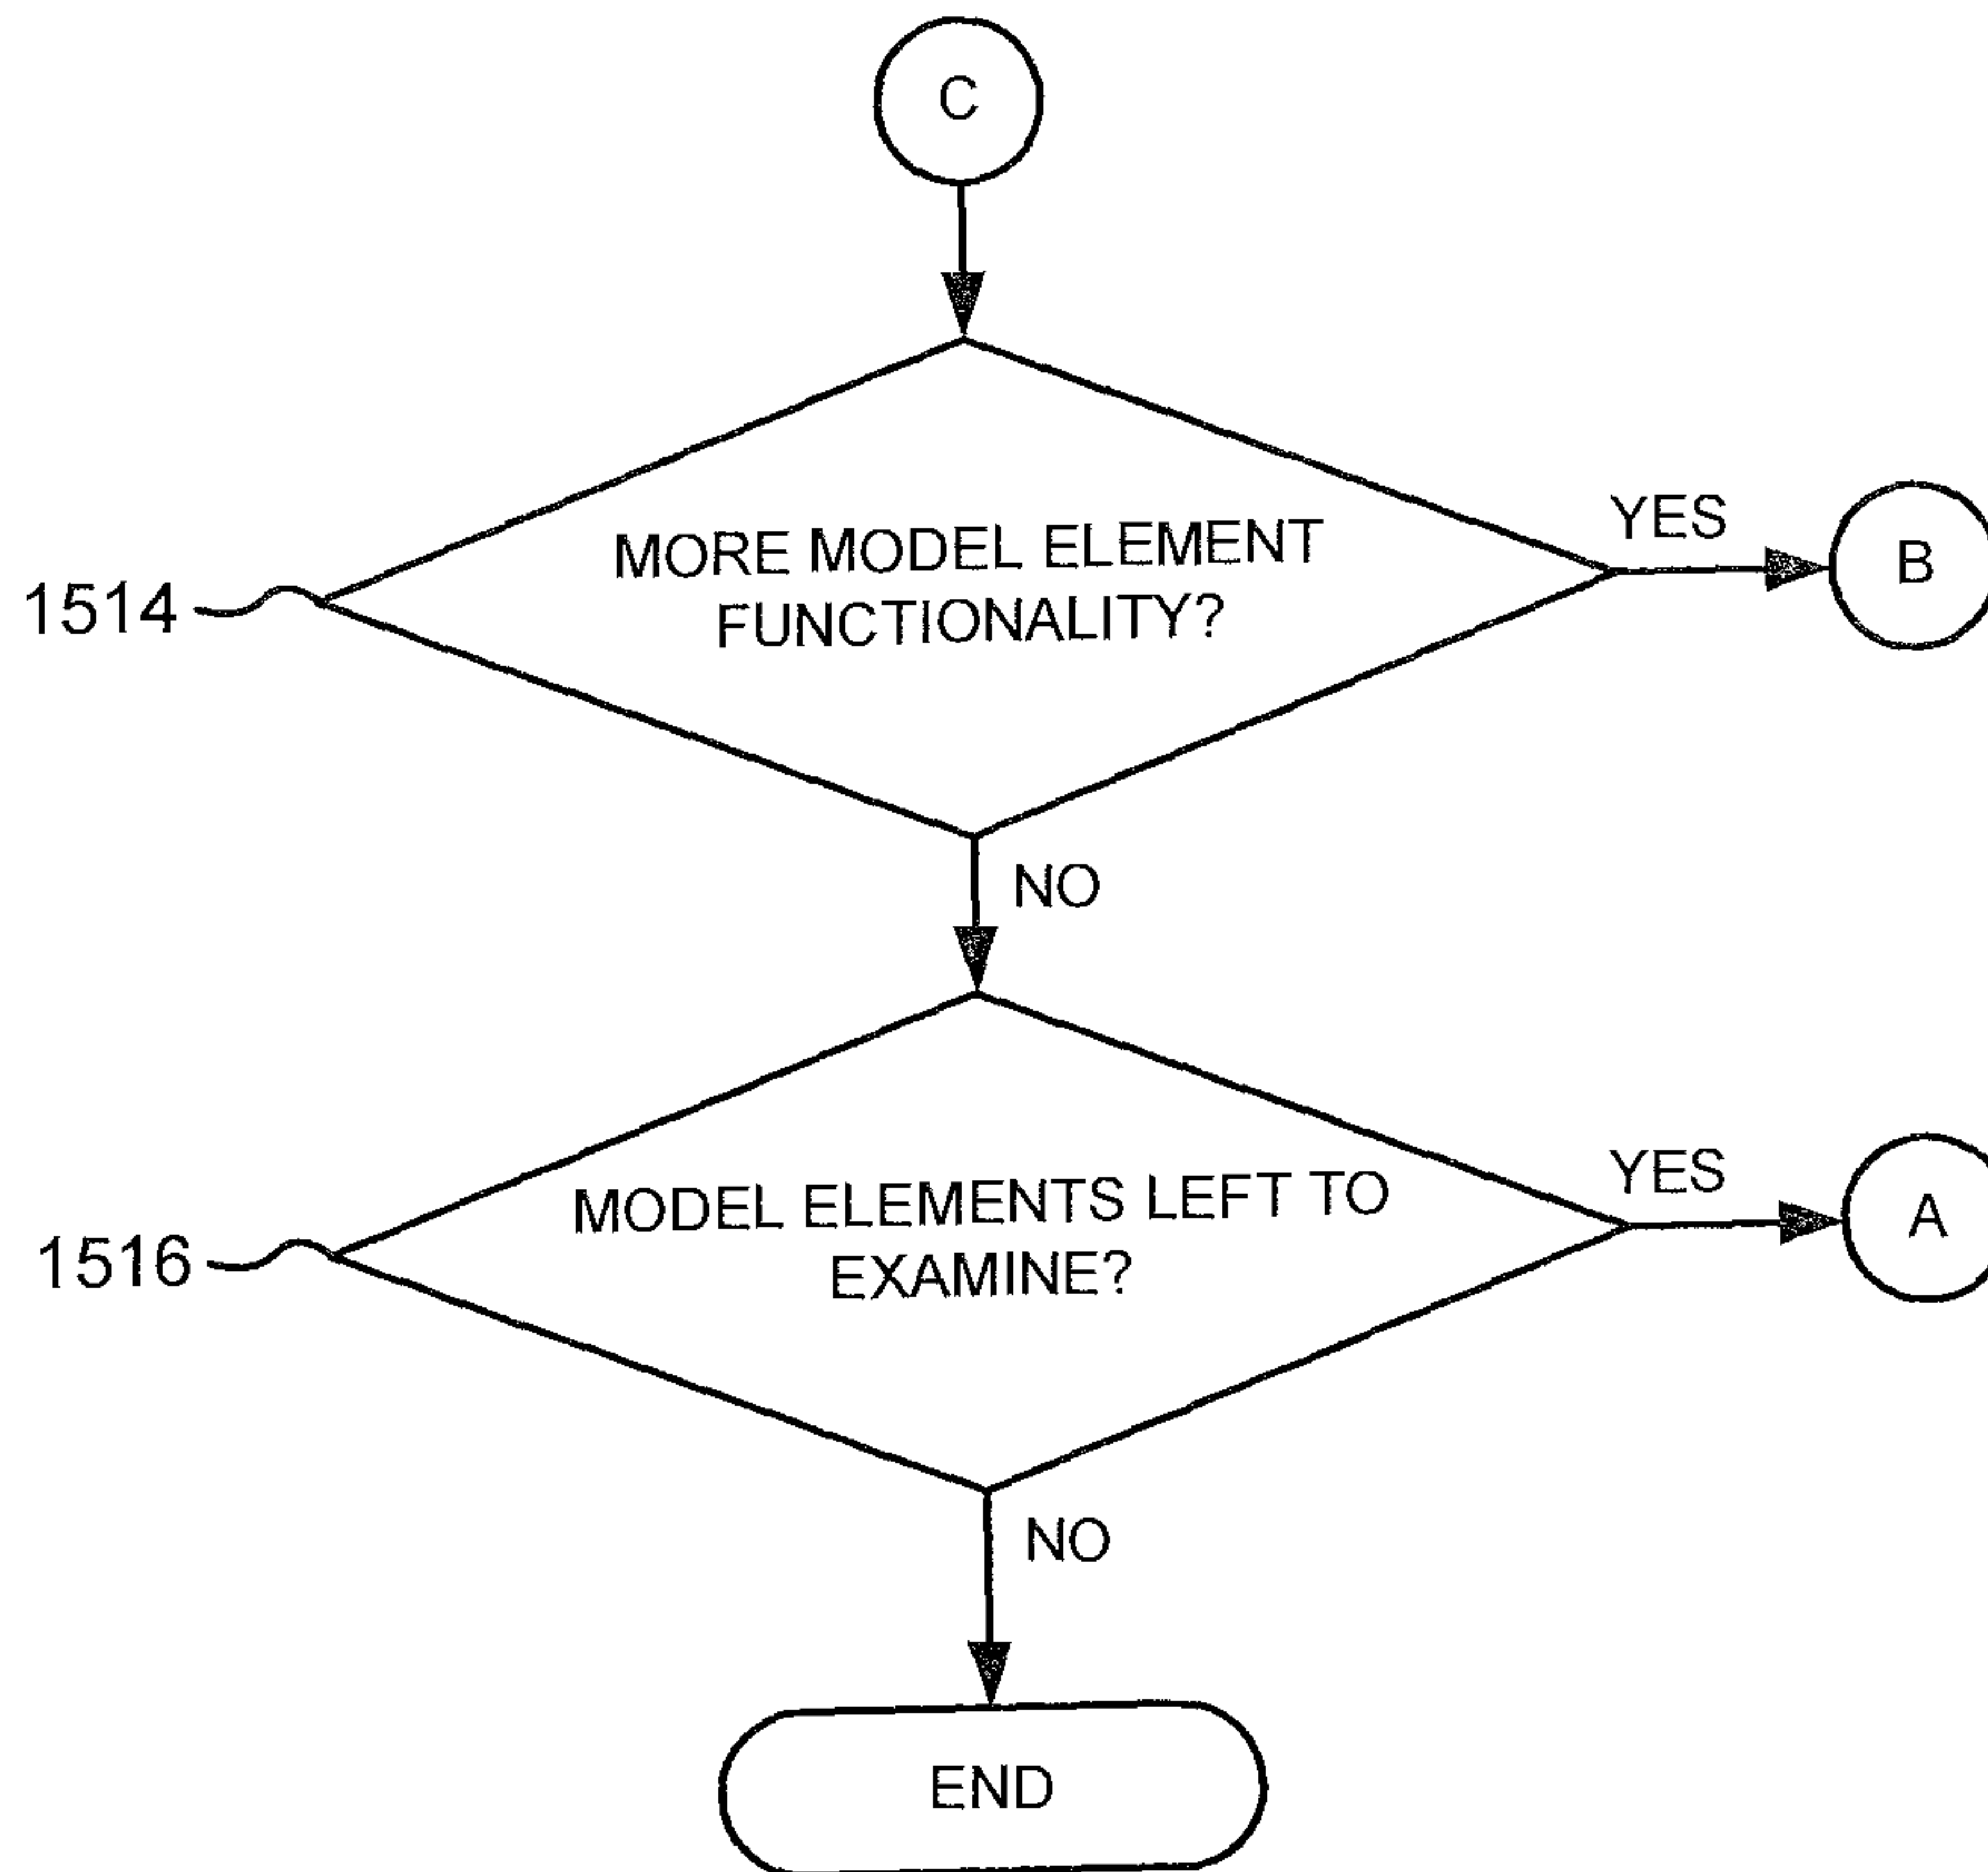 C
MORE MODEL ELEMENT
FUNCTIONALITY?
YES
B
1514
NO
MODEL ELEMENTS LEFT TO
EXAMINE?
YES
A
1516
NO
END